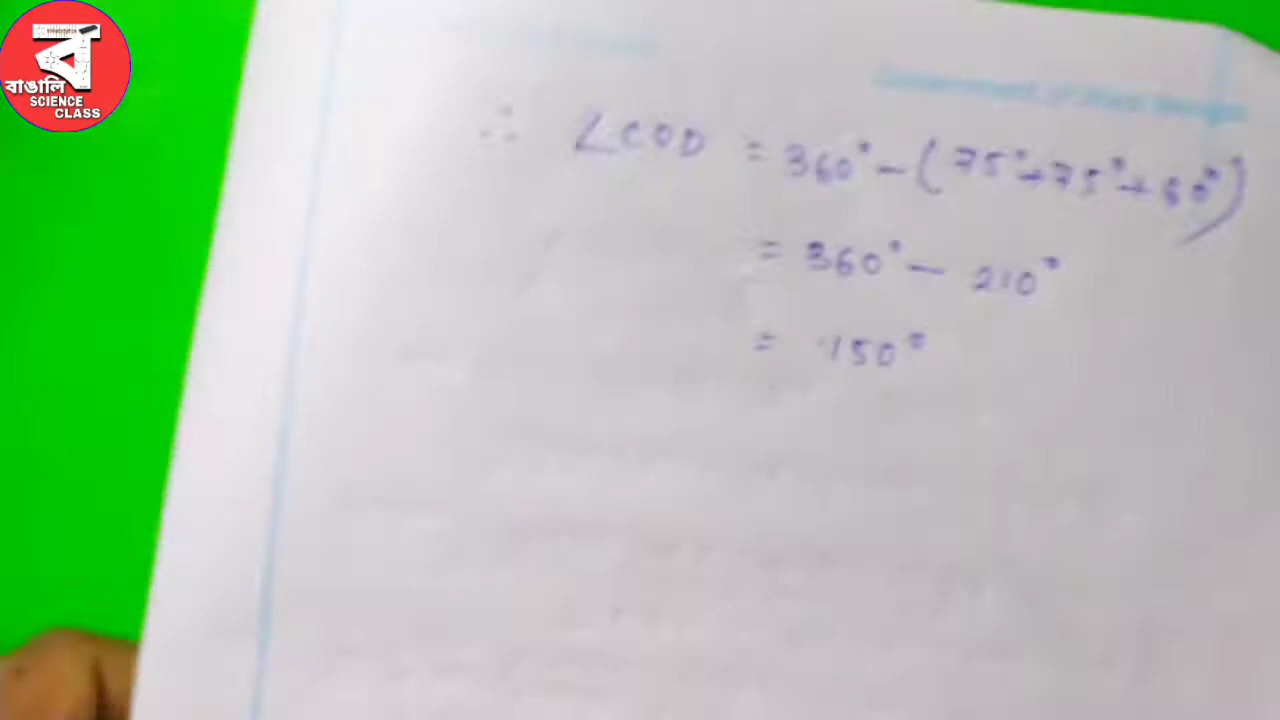 ব
বাঙালি
SCIENCE
CLASS
∴ ∠COD = 360° - (75° + 75° + 60°)
= 360° - 210°
= 150°